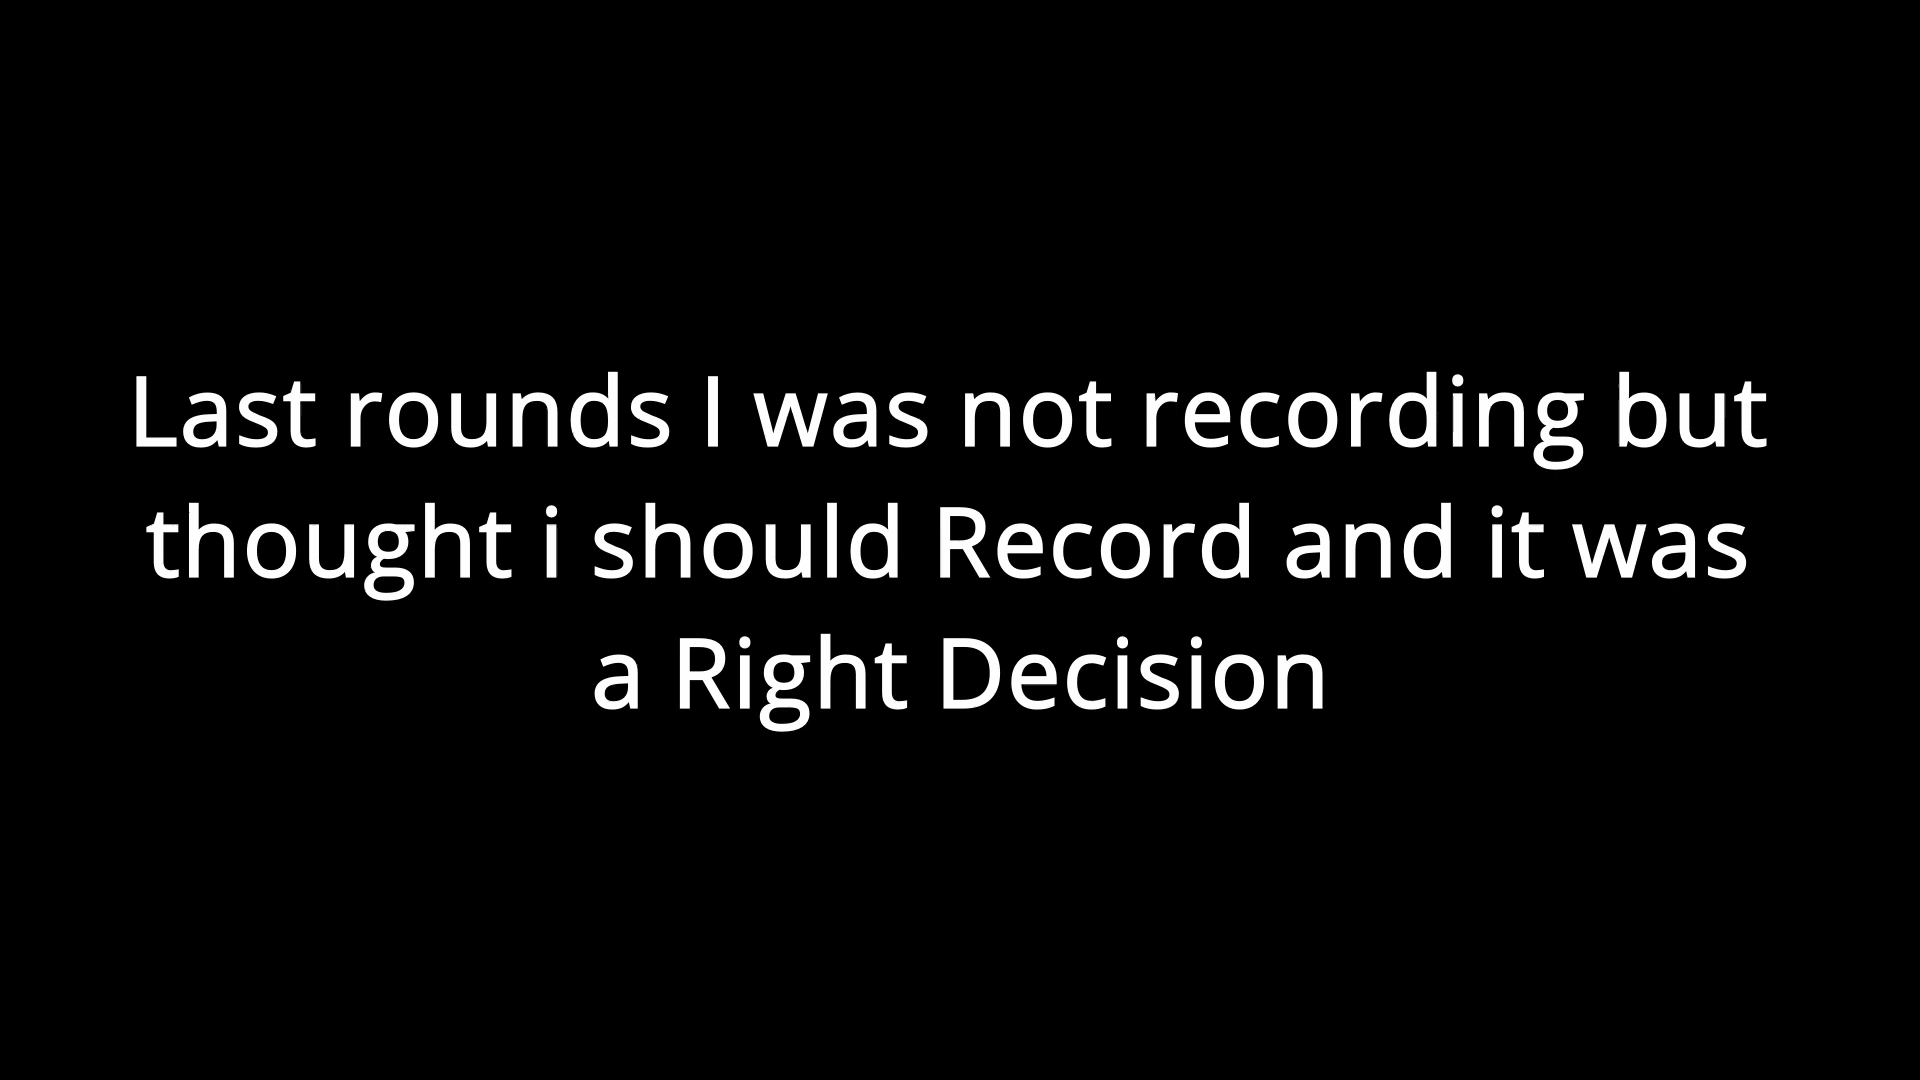 Last rounds I was not recording but
thought i should Record and it was
a Right Decision